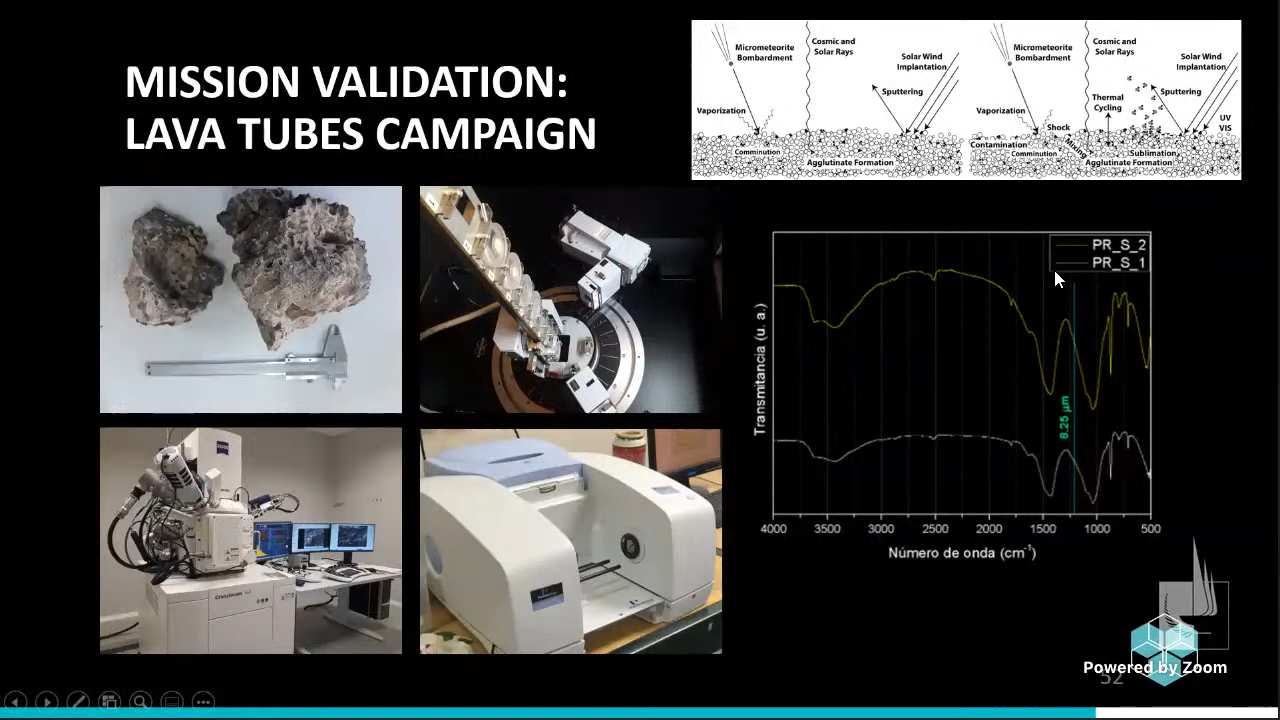 MISSION VALIDATION:
LAVA TUBES CAMPAIGN
Micrometeorite
Bombardment
Cosmic and
Solar Rays
Solar Wind
Implantation
Sputtering
Vaporization
Comminution
Agglutinate Formation
Micrometeorite
Bombardment
Cosmic and
Solar Rays
Solar Wind
Implantation
Thermal
Cycling
Sputtering
Vaporization
Shock
UV
VIS
Contamination
Comminution
Mixing
Sublimation
Agglutinate Formation
PR_S_2
PR_S_1
Transmitancia (u. a.)
8.25 µm
4000 3500 3000 2500 2000 1500 1000 500
Número de onda (cm-1)
ZEISS
Powered by Zoom
52